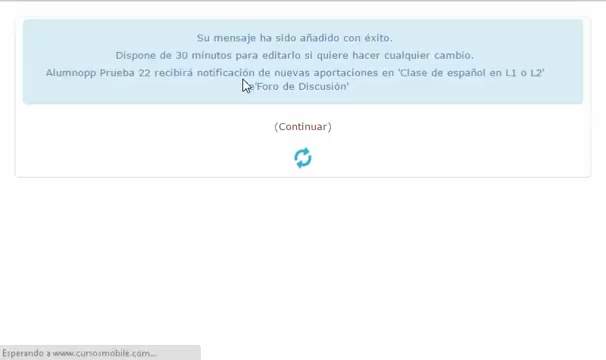 Su mensaje ha sido añadido con éxito.
Dispone de 30 minutos para editarlo si quiere hacer cualquier cambio.
Alumnopp Prueba 22 recibirá notificación de nuevas aportaciones en 'Clase de español en L1 o L2'
e'Foro de Discusión'
(Continuar)
Esperando a www.cursosmobile.com...